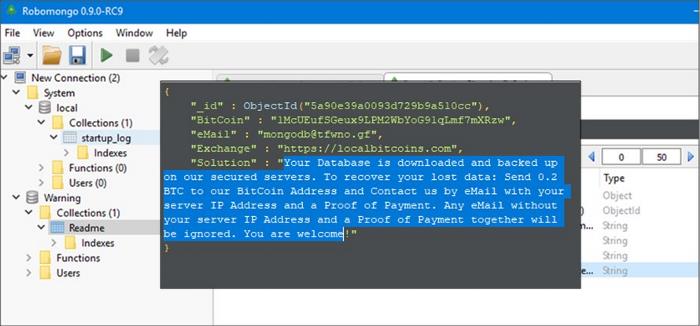 Robomongo 0.9.0-RC9
File View Options Window Help
New Connection (2)
System
local
Collections (1)
startup_log
Indexes
Functions (0)
Users (0)
Warning
Collections (1)
Readme
Indexes
Functions
Users
{
"_id" : ObjectId("5a90e39a0093d729b9a510cc"),
"BitCoin" : "1McUEufSGeux9LPM2WbYoG9lqLmf7mXRzw",
"eMail" : "mongodb@tfwno.gf",
"Exchange" : "https://localbitcoins.com",
"Solution" : "Your Database is downloaded and backed up
on our secured servers. To recover your lost data: Send 0.2
BTC to our BitCoin Address and Contact us by eMail with your
server IP Address and a Proof of Payment. Any eMail without
your server IP Address and a Proof of Payment together will
be ignored. You are welcome!"
}
0 50
Type
Object
ObjectId
String
String
String
String